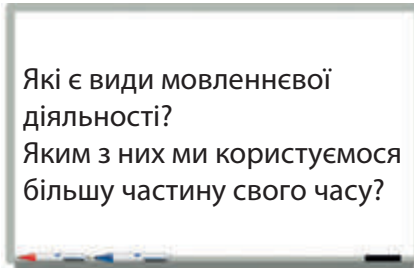 Які є види мовленнєвої
діяльності?
Яким з них ми користуємося
більшу частину свого часу?